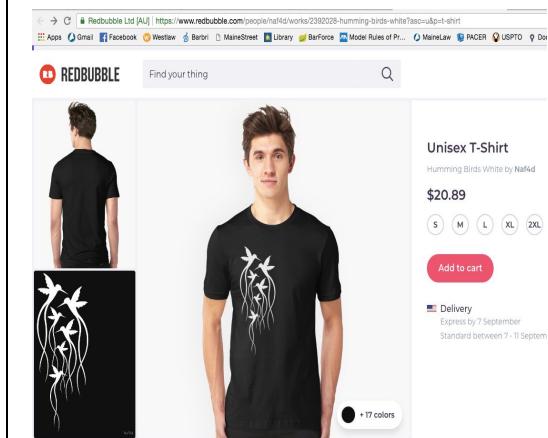 Redbubble Ltd [AU] https://www.redbubble.com/people/naf4d/works/2392028-humming-birds-white?asc=u&p=t-shirt
Apps Gmail Facebook Westlaw Barbri MaineStreet Library BarForce Model Rules of Pr... MaineLaw PACER USPTO Doc
RB REDBUBBLE
Find your thing
Unisex T-Shirt
Humming Birds White by Naf4d
$20.89
S M L XL 2XL
Add to cart
Delivery
Express by 7 September
Standard between 7 - 11 Septem
+ 17 colors